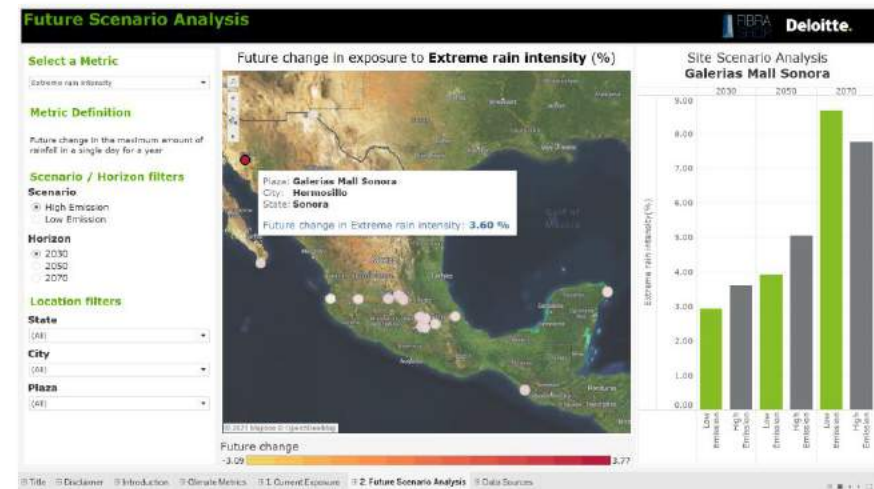 Future Scenario Analysis
FIBRA
SHOP
Deloitte.
Select a Metric
Extreme rain intensity
Metric Definition
Future change in the maximum amount of
rainfall in a single day for a year
Scenario / Horizon filters
Scenario
High Emission
Low Emission
Horizon
2030
2050
2070
Location filters
State
(All)
City
(All)
Plaza
(All)
Future change in exposure to Extreme rain intensity (%)
Plaza: Galerias Mall Sonora
City: Hermosillo
State: Sonora
Future change in Extreme rain intensity: 3.60 %
Gulf of
Mexico
© 2021 Mapbox © OpenStreetMap
Future change
-3.09
3.77
Site Scenario Analysis
Galerias Mall Sonora
2030 2050 2070
Extreme rain intensity(%)
9.00
8.00
7.00
6.00
5.00
4.00
3.00
2.00
1.00
0.00
Low Emission
High Emission
Low Emission
High Emission
Low Emission
High Emission
Title Disclaimer Introduction Climate Metrics 1. Current Exposure 2. Future Scenario Analysis Data Sources